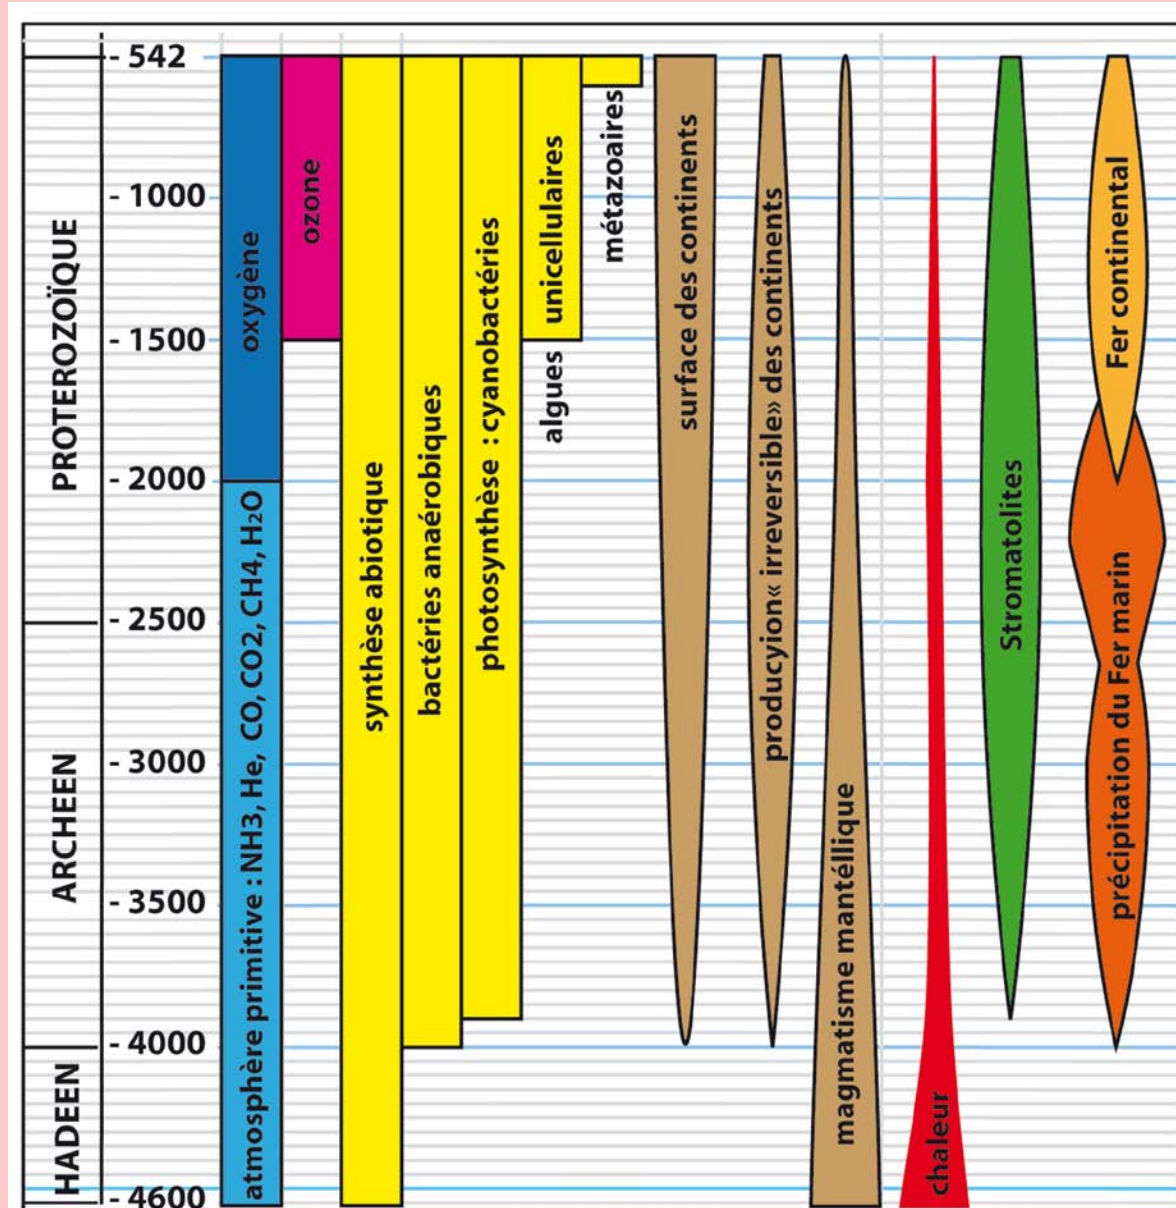 - 542
- 1000
- 1500
- 2000
- 2500
- 3000
- 3500
- 4000
- 4600
PROTEROZOÏQUE
ARCHEEN
HADEEN
oxygène
atmosphère primitive : NH3, He, CO, CO2, CH4, H2O
ozone
synthèse abiotique
bactéries anaérobiques
photosynthèse : cyanobactéries
algues unicellulaires
métazoaires
surface des continents
producyion« irreversible» des continents
magmatisme mantéllique
chaleur
Stromatolites
Fer continental
précipitation du Fer marin